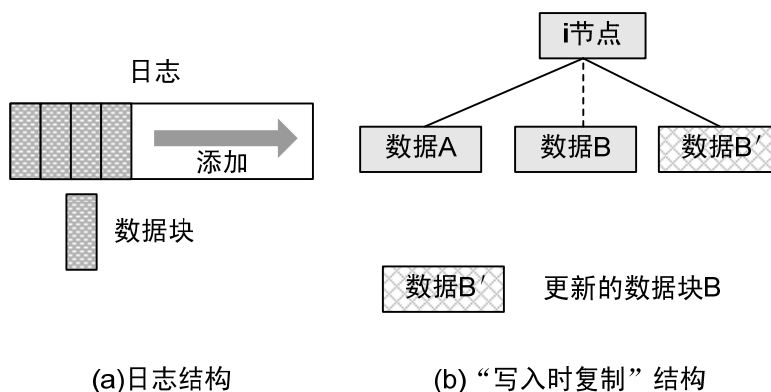 日志
添加
数据块
(a)日志结构
i节点
数据A
数据B
数据B′
数据B′
更新的数据块B
(b)“写入时复制”结构